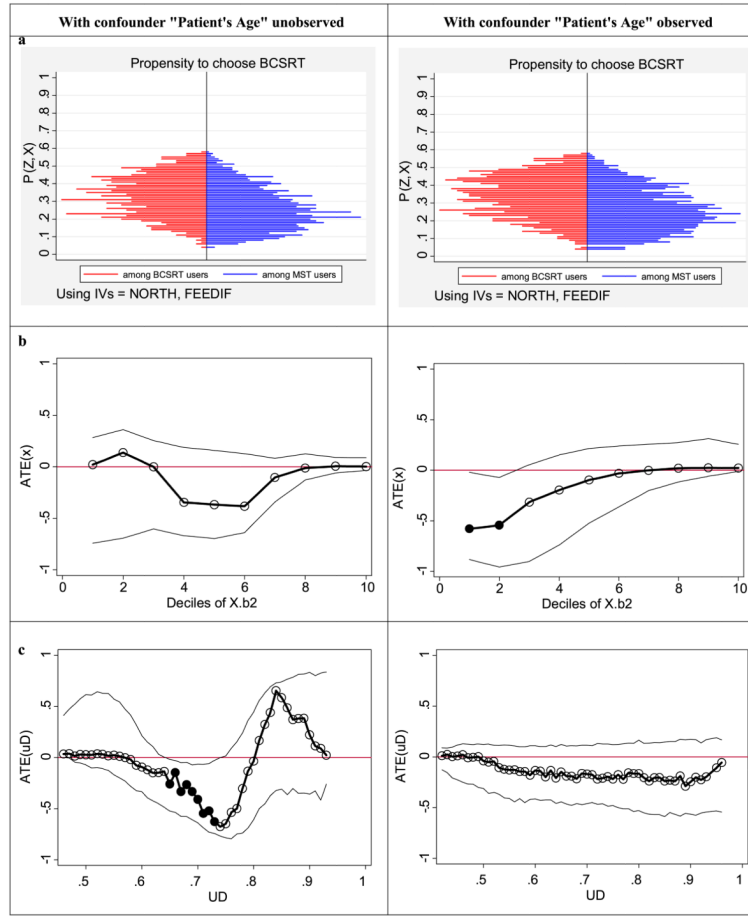 With confounder "Patient's Age" unobserved
With confounder "Patient's Age" observed
a
Propensity to choose BCSRT
P (Z, X)
0 .1 .2 .3 .4 .5 .6 .7 .8 .9 1
among BCSRT users
among MST users
Using IVs = NORTH, FEEDIF
Propensity to choose BCSRT
P (Z, X)
0 .1 .2 .3 .4 .5 .6 .7 .8 .9 1
among BCSRT users
among MST users
Using IVs = NORTH, FEEDIF
b
ATE(x)
-1 -.5 0 .5 1
0 2 4 6 8 10
Deciles of X.b2
ATE(x)
-1 -.5 0 .5 1
0 2 4 6 8 10
Deciles of X.b2
c
ATE(uD)
-1 -.5 0 .5 1
.5 .6 .7 .8 .9 1
UD
ATE(uD)
-1 -.5 0 .5 1
.5 .6 .7 .8 .9 1
UD